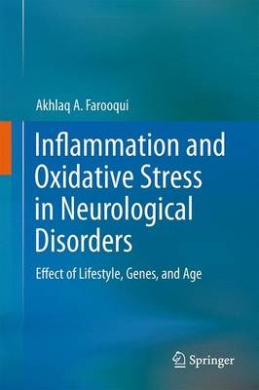 Akhlaq A. Farooqui
Inflammation and
Oxidative Stress
in Neurological
Disorders
Effect of Lifestyle, Genes, and Age
Springer